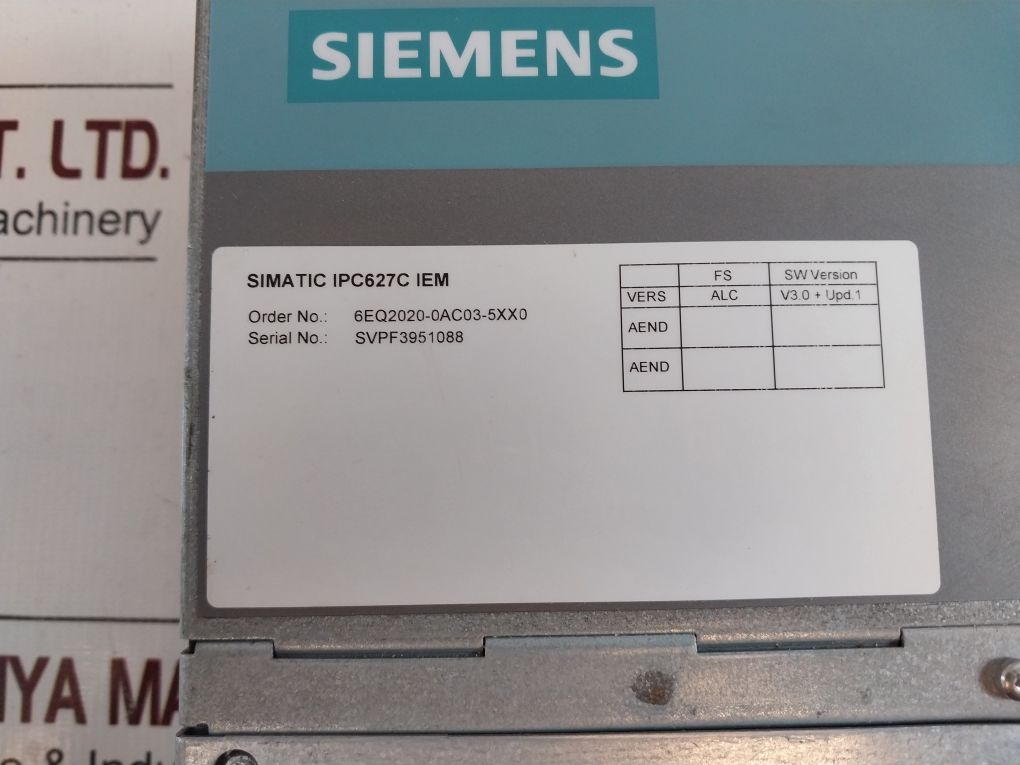 SIEMENS
T. LTD.
achinery
SIMATIC IPC627C IEM
Order No.: 6EQ2020-0AC03-5XX0
Serial No.: SVPF3951088
FS SW Version
VERS ALC V3.0 + Upd.1
AEND
AEND
IYA MA
& Indu